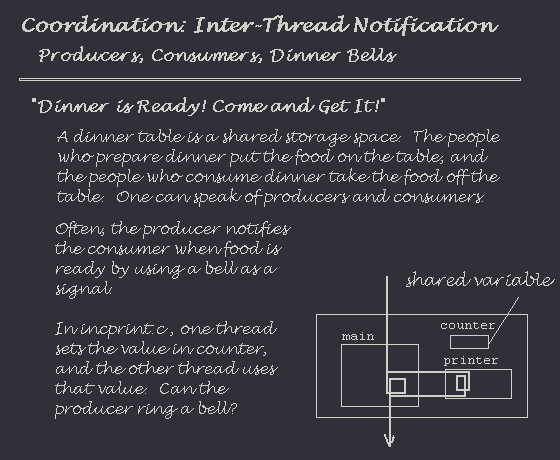 Coordination: Inter-Thread Notification
Producers, Consumers, Dinner Bells
"Dinner is Ready! Come and Get It!"
A dinner table is a shared storage space. The people
who prepare dinner put the food on the table, and
the people who consume dinner take the food off the
table. One can speak of producers and consumers.
Often, the producer notifies
the consumer when food is
ready by using a bell as a
signal.
In incprint.c, one thread
sets the value in counter,
and the other thread uses
that value. Can the
producer ring a bell?
shared variable
counter
main
printer